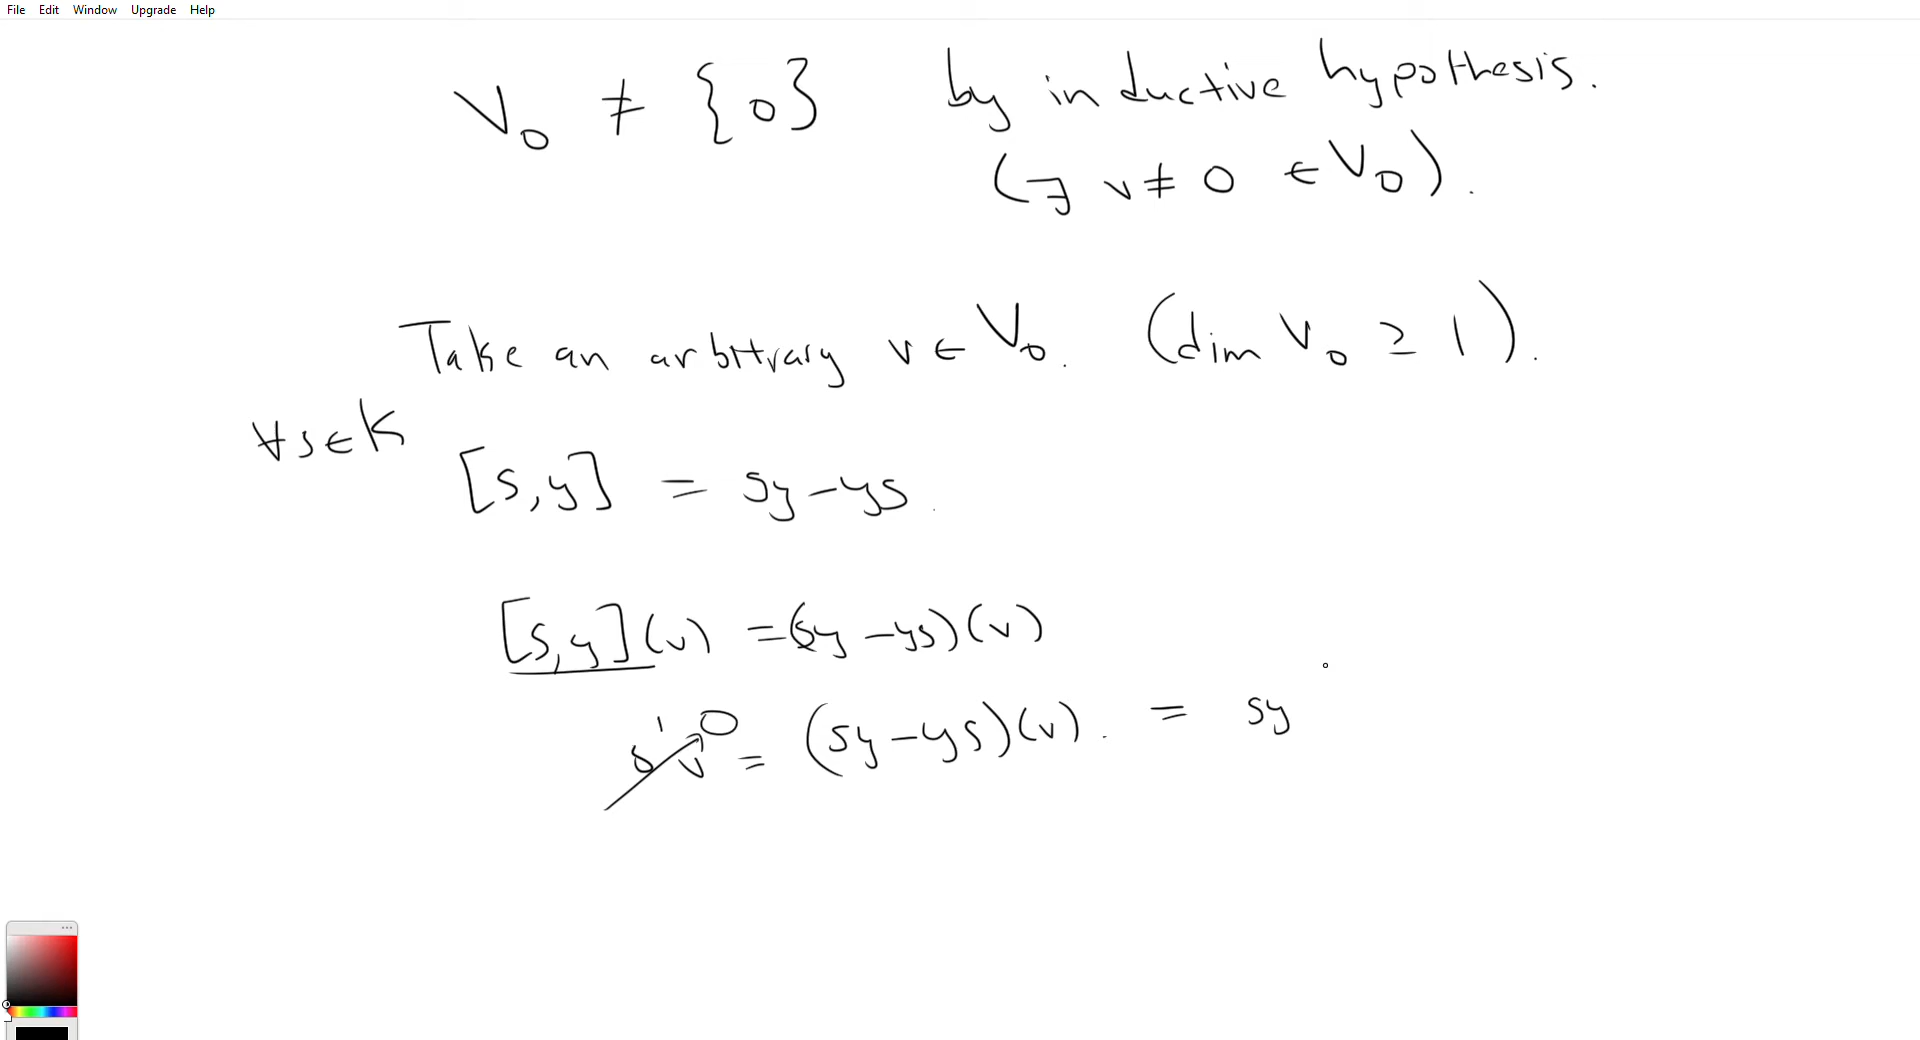 File Edit Window Upgrade Help
V₀ ≠ {0} by inductive hypothesis.
(∃ v ≠ 0 ∈ V₀).
Take an arbitrary v ∈ V₀. (dim V₀ ≥ 1).
∀ s ∈ K
[s,y] = sy - ys.
[s,y](v) = (sy - ys)(v)
s'v 0 = (sy - ys)(v). = sy